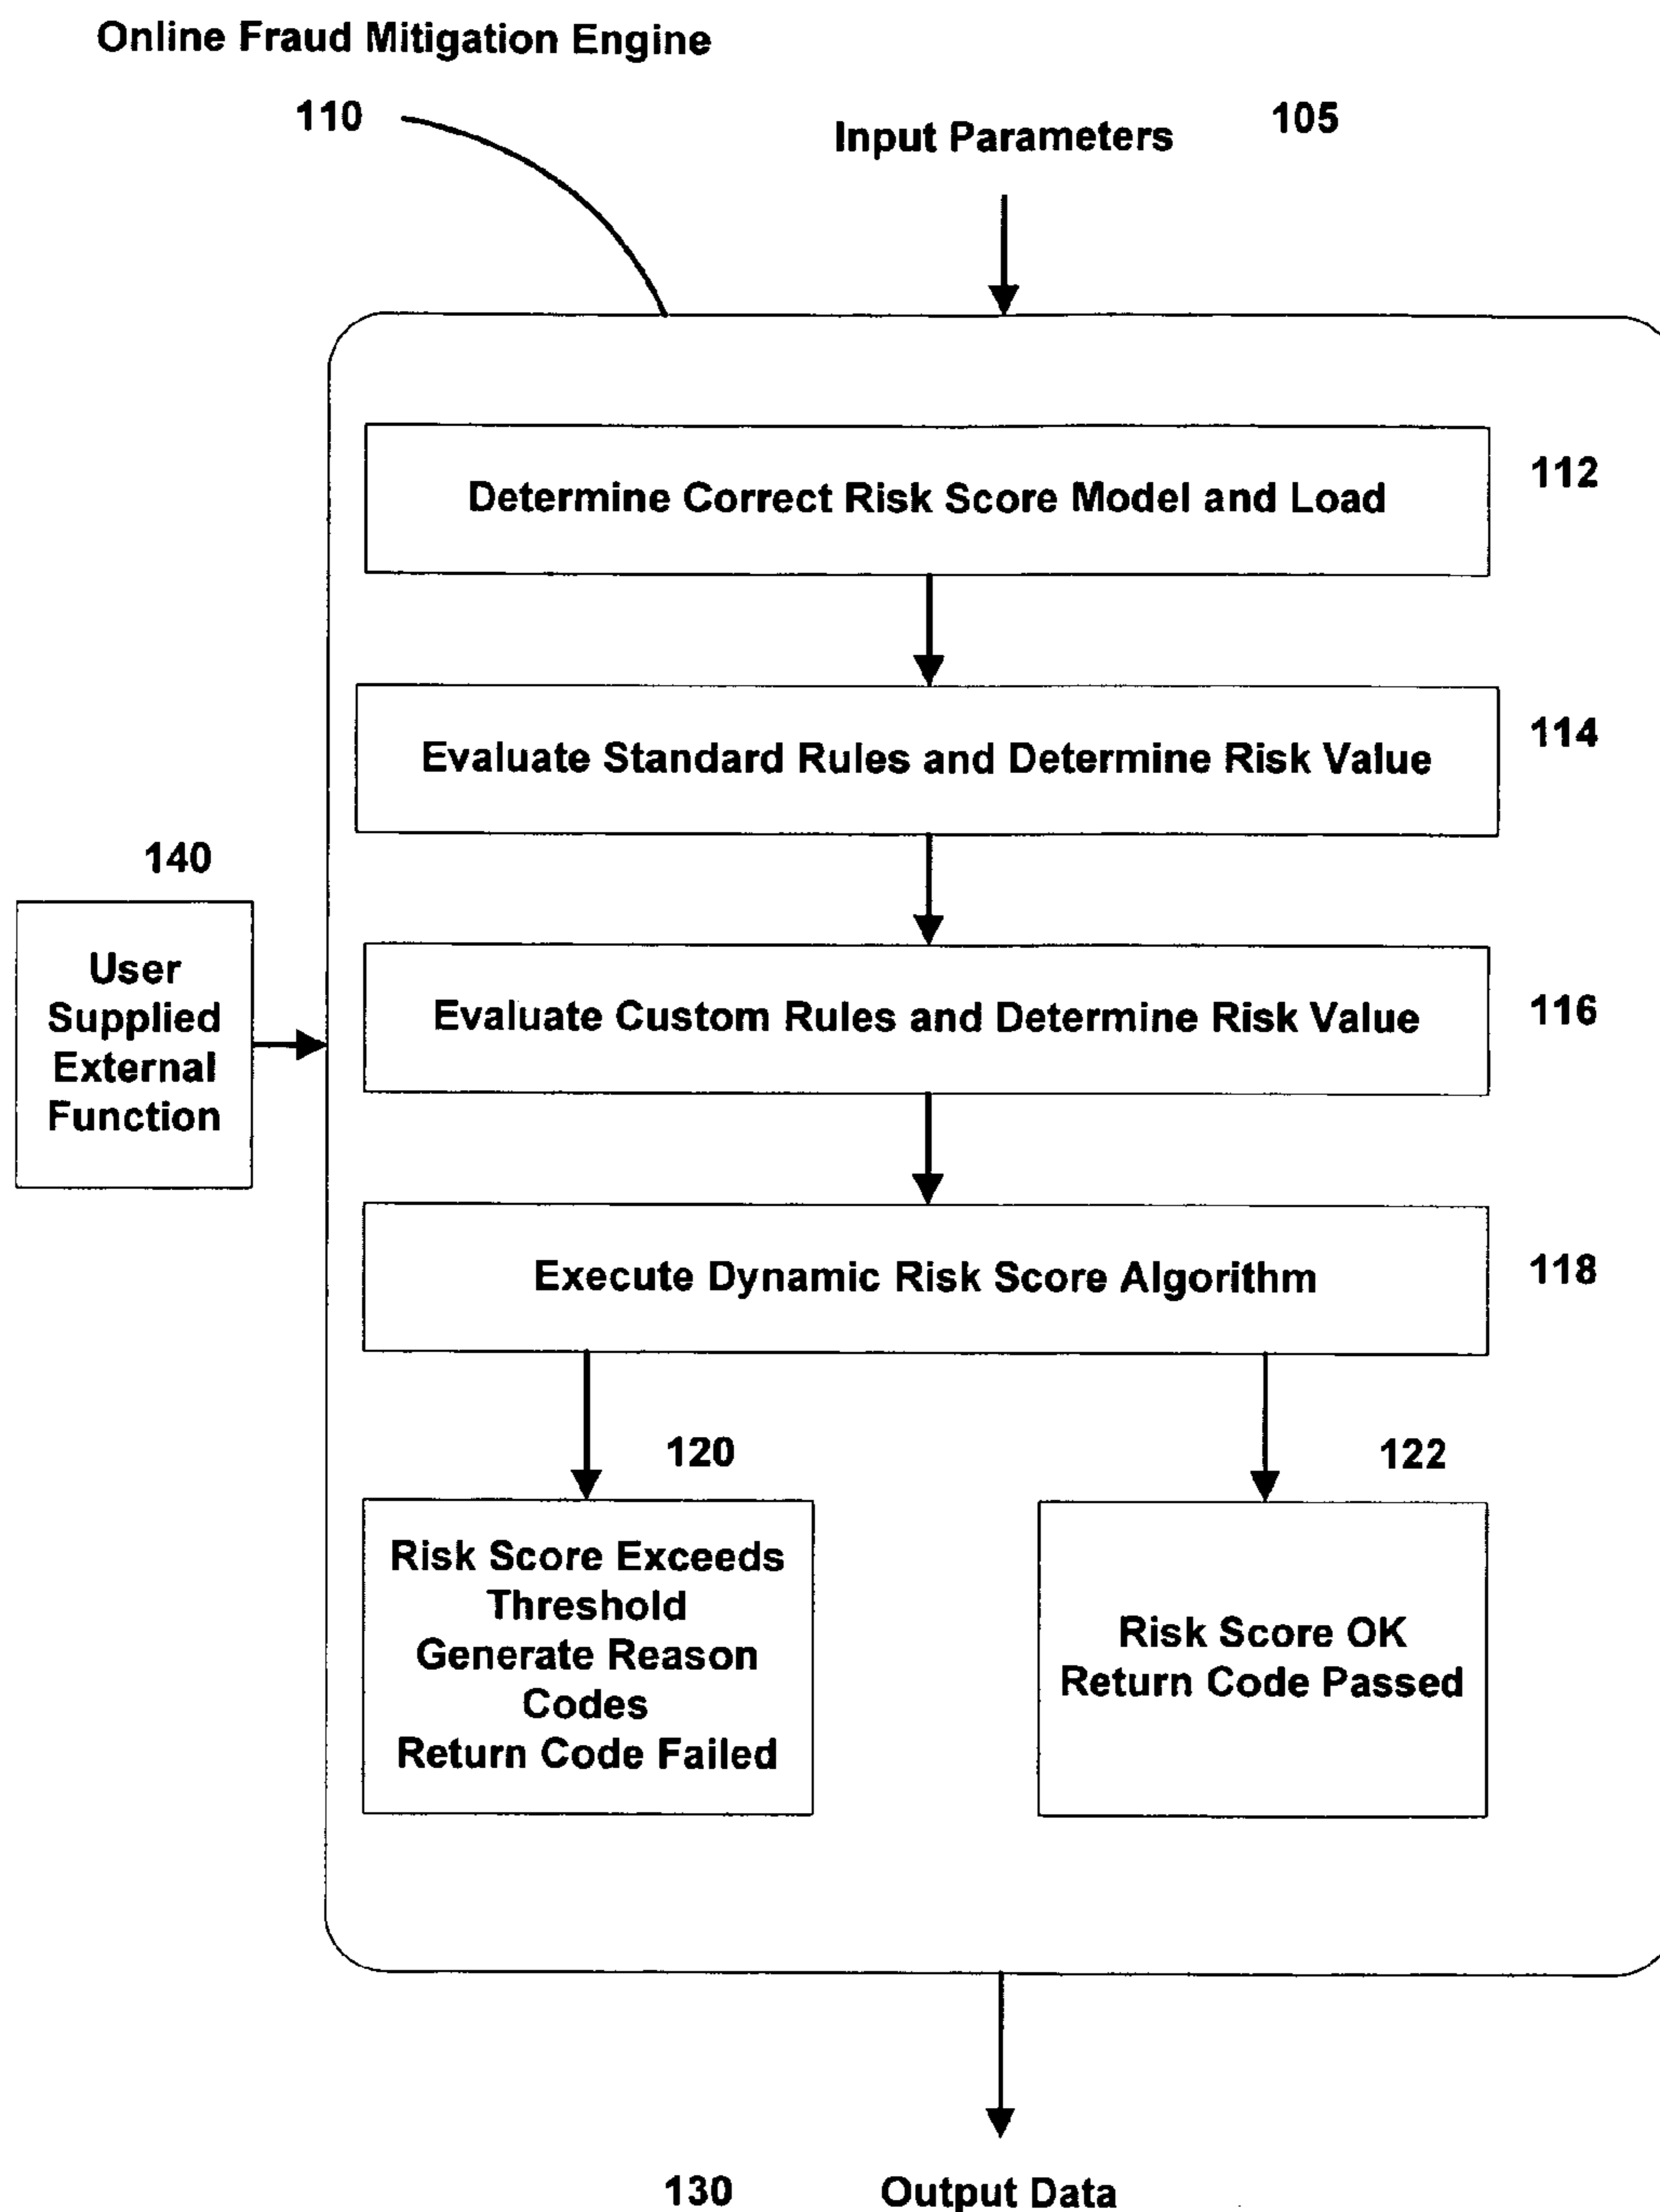 Online Fraud Mitigation Engine
110
Input Parameters
105
Determine Correct Risk Score Model and Load
112
Evaluate Standard Rules and Determine Risk Value
114
140
User
Supplied
External
Function
Evaluate Custom Rules and Determine Risk Value
116
Execute Dynamic Risk Score Algorithm
118
120
Risk Score Exceeds
Threshold
Generate Reason
Codes
Return Code Failed
122
Risk Score OK
Return Code Passed
130
Output Data